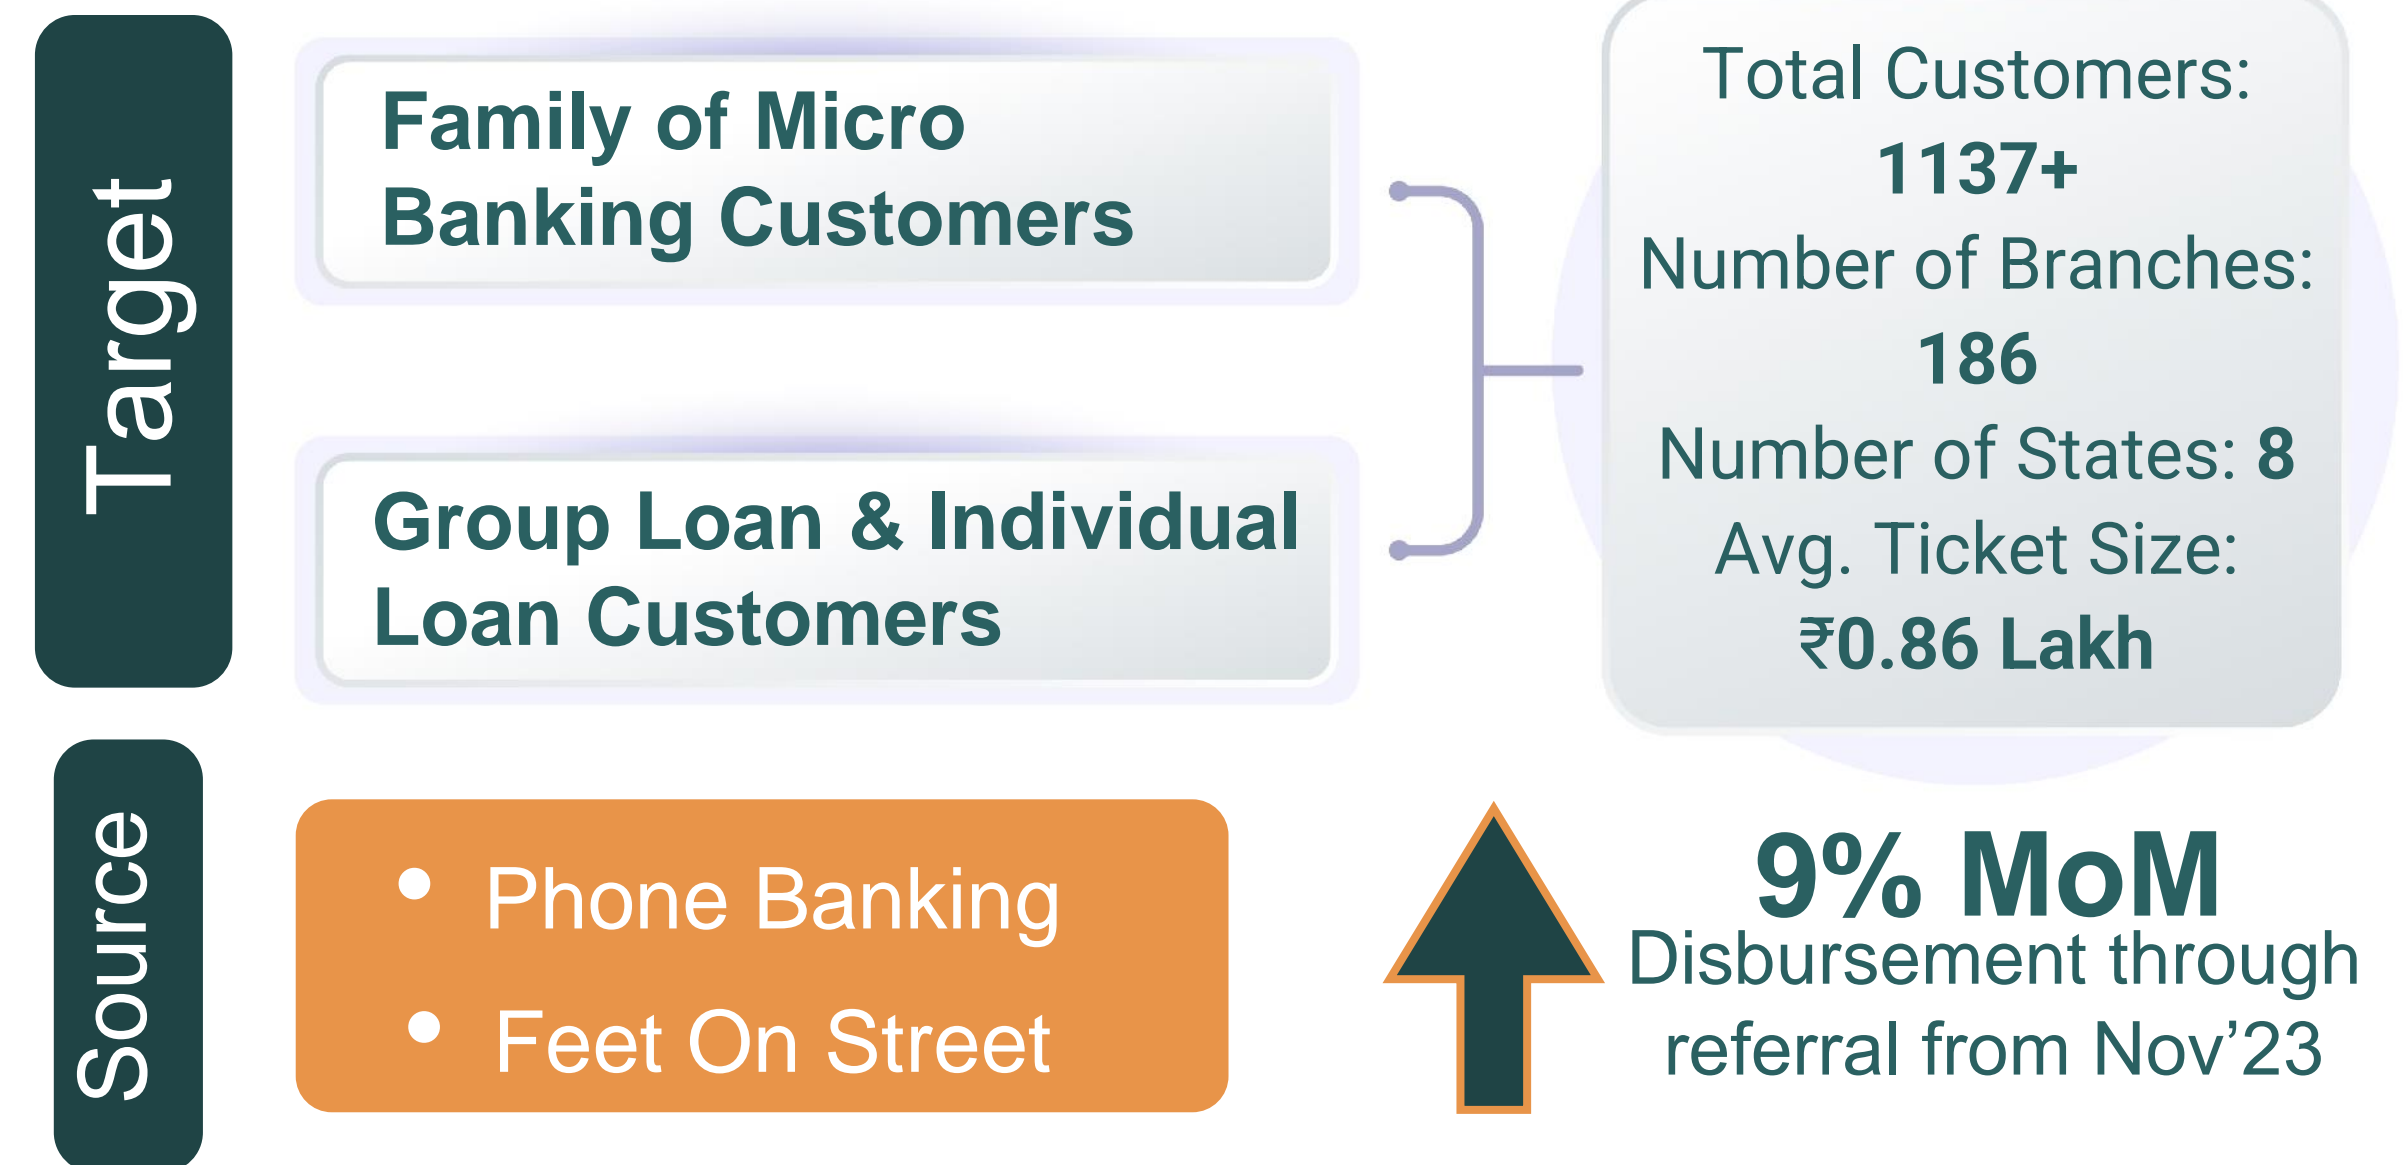 Target
Family of Micro
Banking Customers
Group Loan & Individual
Loan Customers
Total Customers:
1137+
Number of Branches:
186
Number of States: 8
Avg. Ticket Size:
₹0.86 Lakh
Source
• Phone Banking
• Feet On Street
9% MoM
Disbursement through
referral from Nov’23